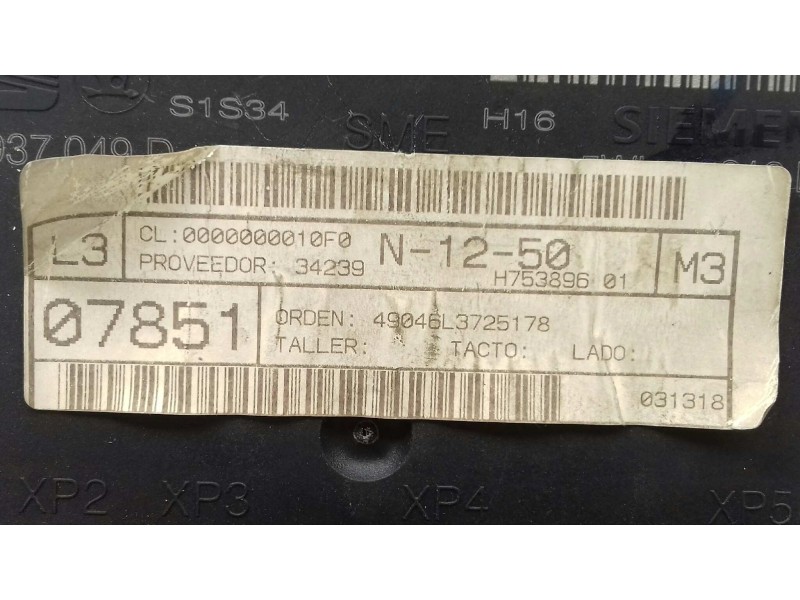 S1S34
SME
H16
SIEMEN
937 049 D
L3
CL:0000000010F0
N-12-50
PROVEEDOR: 34239
H753896 01
M3
07851
ORDEN: 49046L3725178
TALLER: TACTO: LADO:
031318
XP2 XP3 XP4 XP5